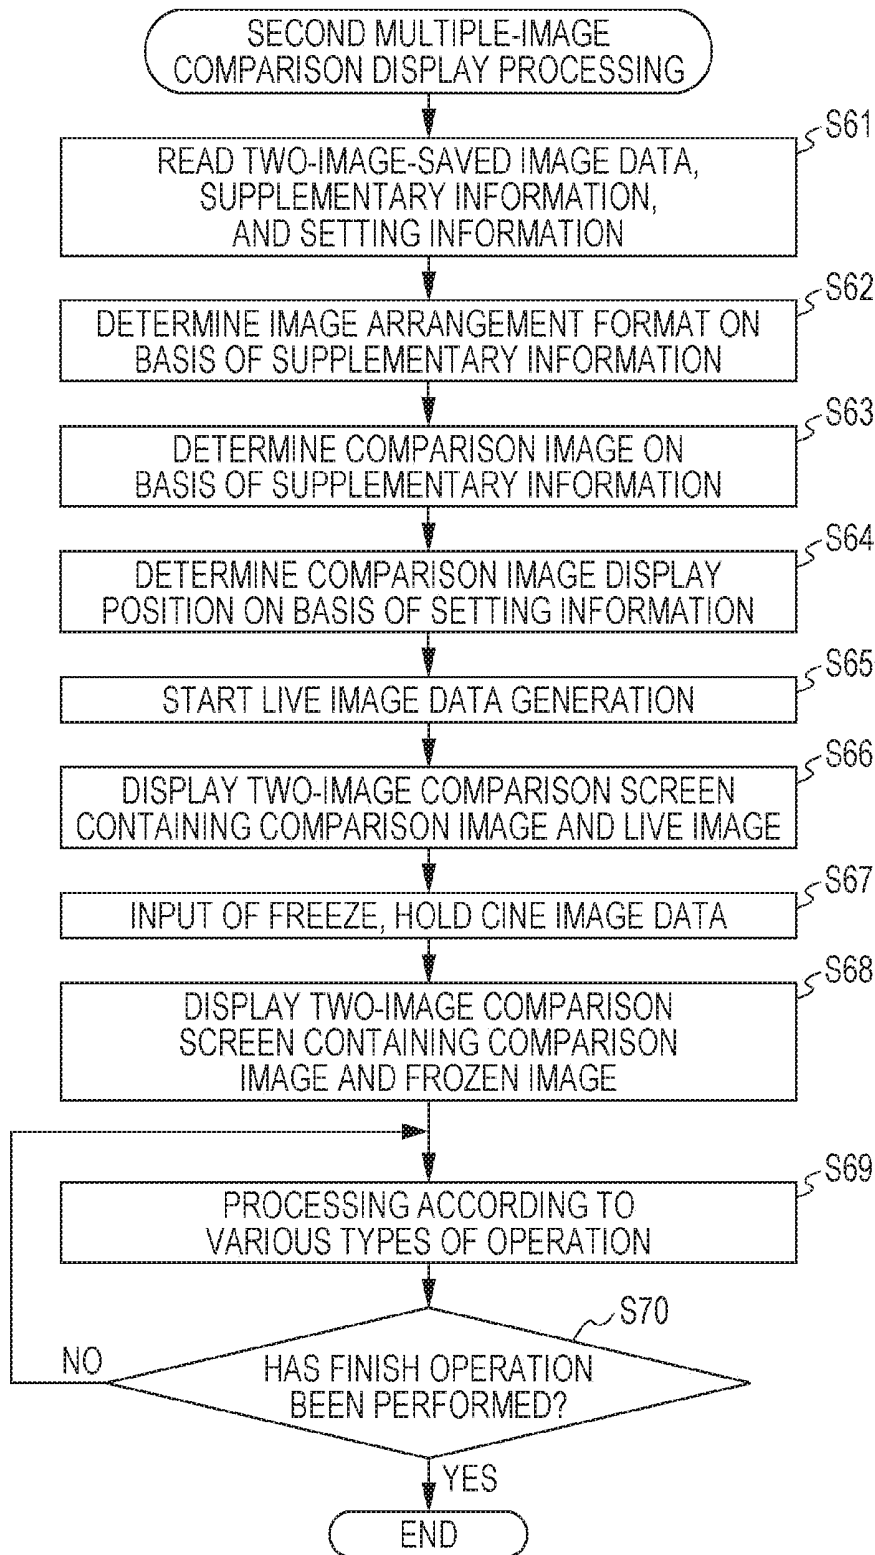 SECOND MULTIPLE-IMAGE
COMPARISON DISPLAY PROCESSING
S61
READ TWO-IMAGE-SAVED IMAGE DATA,
SUPPLEMENTARY INFORMATION,
AND SETTING INFORMATION
S62
DETERMINE IMAGE ARRANGEMENT FORMAT ON
BASIS OF SUPPLEMENTARY INFORMATION
S63
DETERMINE COMPARISON IMAGE ON
BASIS OF SUPPLEMENTARY INFORMATION
S64
DETERMINE COMPARISON IMAGE DISPLAY
POSITION ON BASIS OF SETTING INFORMATION
S65
START LIVE IMAGE DATA GENERATION
S66
DISPLAY TWO-IMAGE COMPARISON SCREEN
CONTAINING COMPARISON IMAGE AND LIVE IMAGE
S67
INPUT OF FREEZE, HOLD CINE IMAGE DATA
S68
DISPLAY TWO-IMAGE COMPARISON
SCREEN CONTAINING COMPARISON
IMAGE AND FROZEN IMAGE
S69
PROCESSING ACCORDING TO
VARIOUS TYPES OF OPERATION
S70
NO
HAS FINISH OPERATION
BEEN PERFORMED?
YES
END